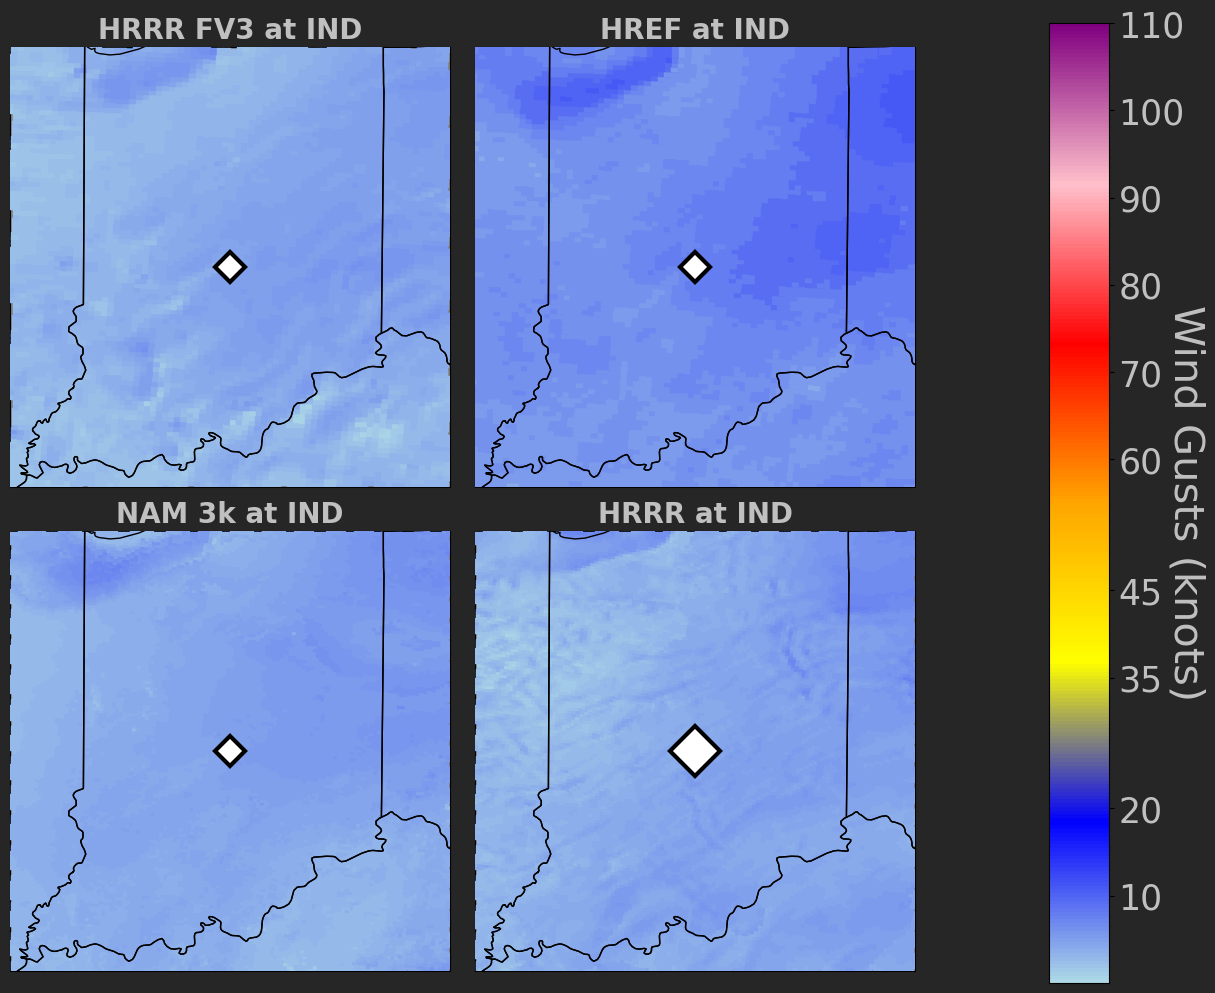 HRRR FV3 at IND
HREF at IND
NAM 3k at IND
HRRR at IND
110
100
90
80
70
60
45
35
20
10
Wind Gusts (knots)